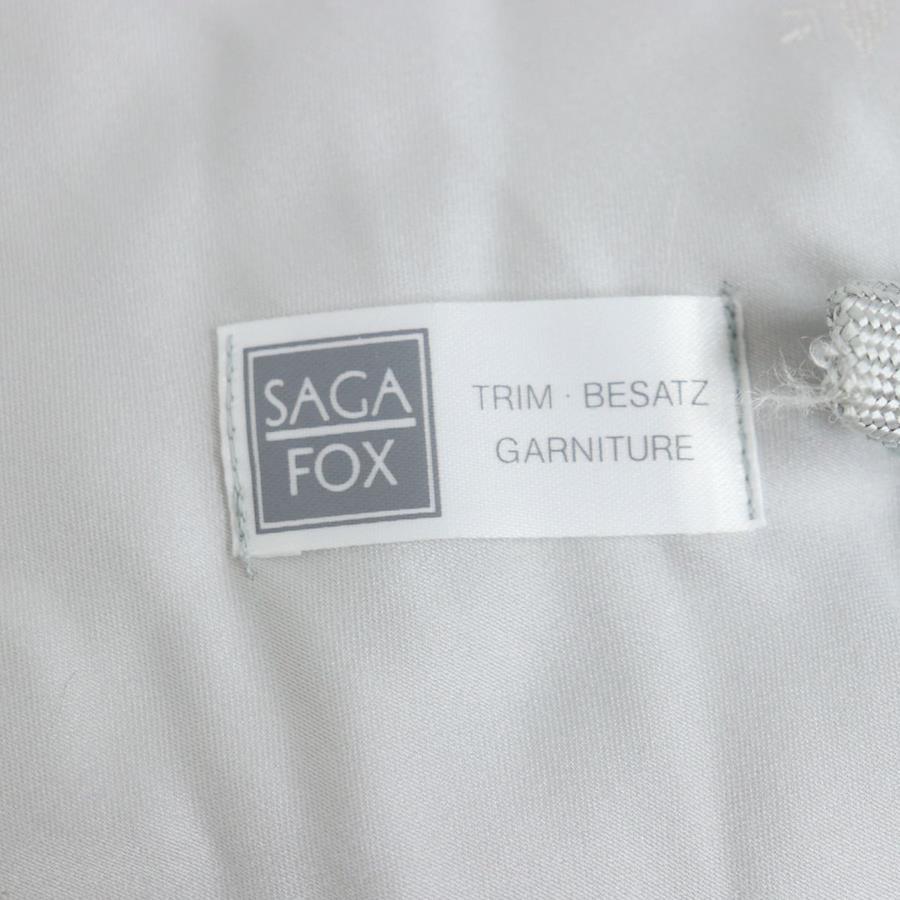 SAGA
FOX
TRIM · BESATZ
GARNITURE